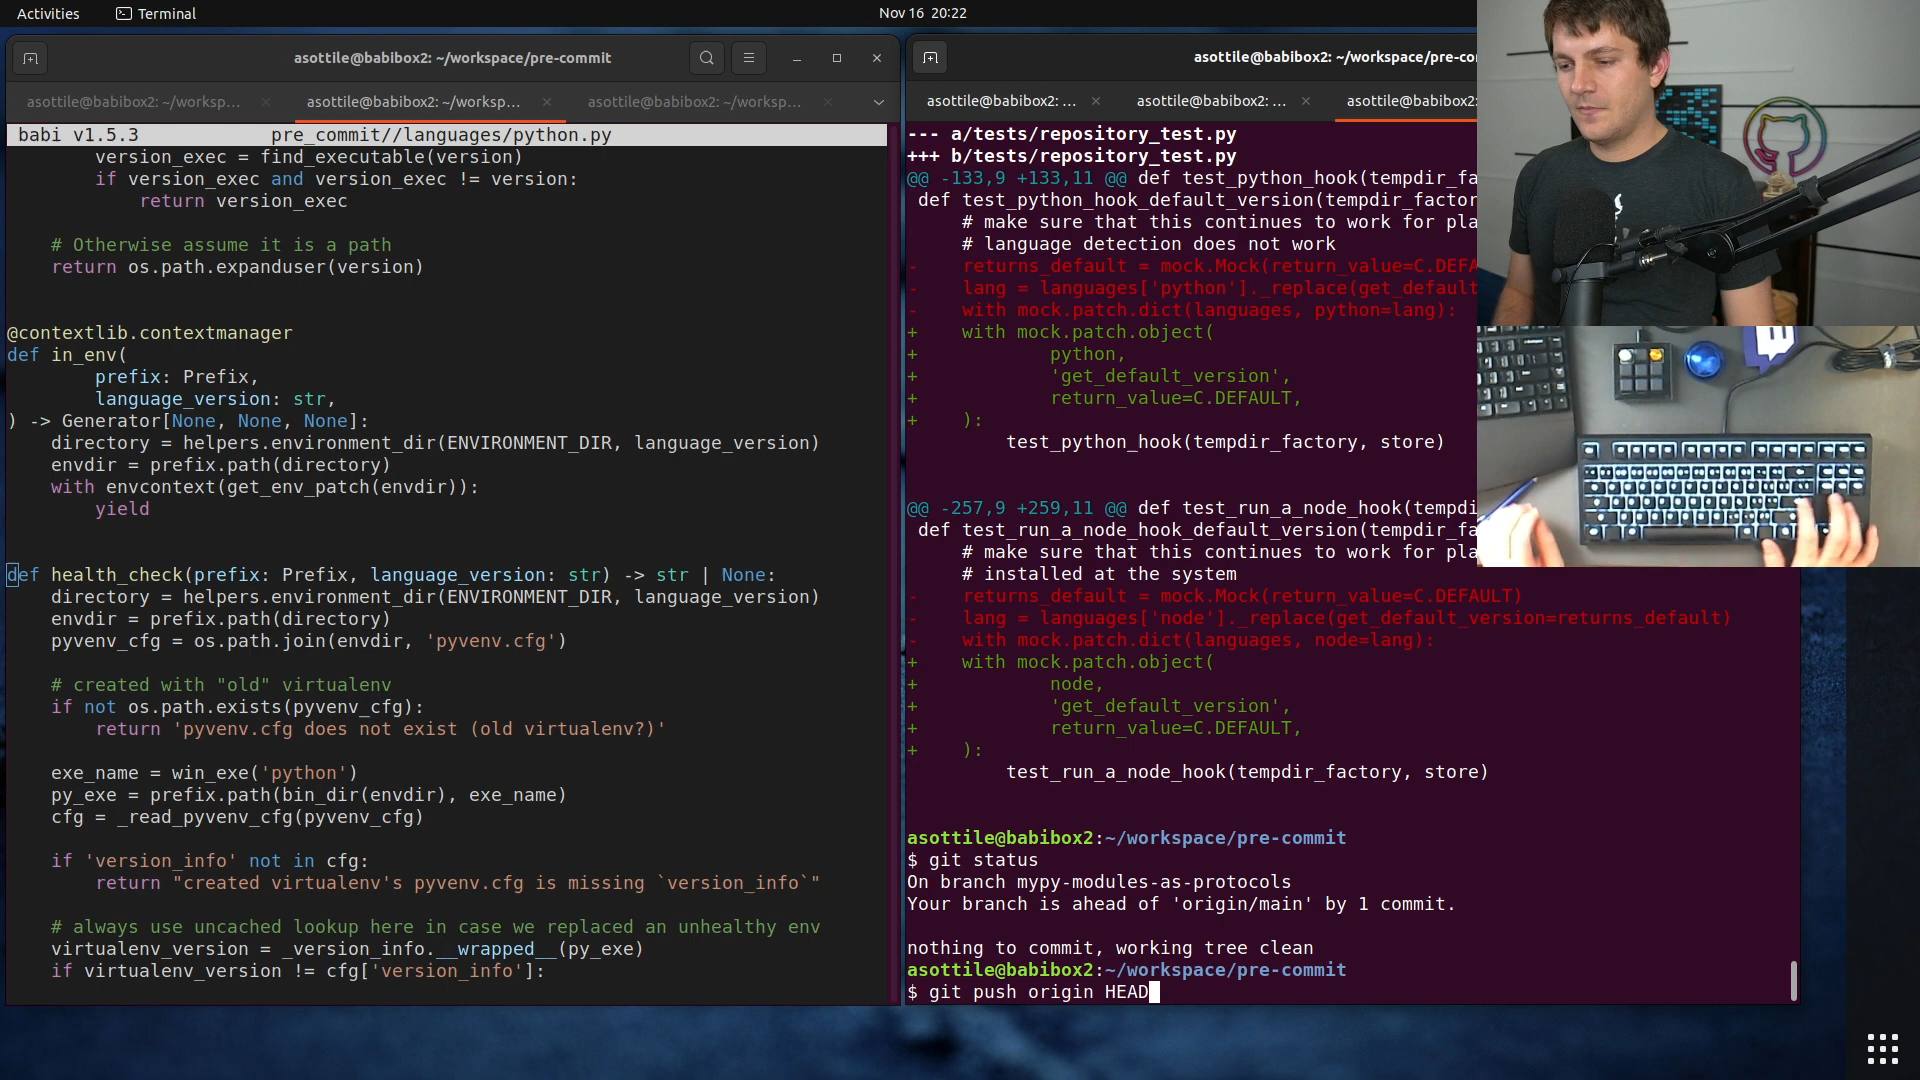 Activities
Terminal
Nov 16 20:22
asottile@babibox2: ~/workspace/pre-commit
asottile@babibox2: ~/worksp...
asottile@babibox2: ~/worksp...
asottile@babibox2: ~/worksp...
babi v1.5.3 pre_commit//languages/python.py
version_exec = find_executable(version)
if version_exec and version_exec != version:
return version_exec
# Otherwise assume it is a path
return os.path.expanduser(version)
@contextlib.contextmanager
def in_env(
prefix: Prefix,
language_version: str,
) -> Generator[None, None, None]:
directory = helpers.environment_dir(ENVIRONMENT_DIR, language_version)
envdir = prefix.path(directory)
with envcontext(get_env_patch(envdir)):
yield
def health_check(prefix: Prefix, language_version: str) -> str | None:
directory = helpers.environment_dir(ENVIRONMENT_DIR, language_version)
envdir = prefix.path(directory)
pyvenv_cfg = os.path.join(envdir, 'pyvenv.cfg')
# created with "old" virtualenv
if not os.path.exists(pyvenv_cfg):
return 'pyvenv.cfg does not exist (old virtualenv?)'
exe_name = win_exe('python')
py_exe = prefix.path(bin_dir(envdir), exe_name)
cfg = _read_pyvenv_cfg(pyvenv_cfg)
if 'version_info' not in cfg:
return "created virtualenv's pyvenv.cfg is missing `version_info`"
# always use uncached lookup here in case we replaced an unhealthy env
virtualenv_version = _version_info.__wrapped__(py_exe)
if virtualenv_version != cfg['version_info']:
asottile@babibox2: ~/workspace/pre-co
asottile@babibox2: ...
asottile@babibox2: ...
asottile@babibox2:
--- a/tests/repository_test.py
+++ b/tests/repository_test.py
@@ -133,9 +133,11 @@ def test_python_hook(tempdir_fa
def test_python_hook_default_version(tempdir_factor
# make sure that this continues to work for pla
# language detection does not work
- returns_default = mock.Mock(return_value=C.DEFA
- lang = languages['python']._replace(get_default
- with mock.patch.dict(languages, python=lang):
+ with mock.patch.object(
+ python,
+ 'get_default_version',
+ return_value=C.DEFAULT,
+ ):
test_python_hook(tempdir_factory, store)
@@ -257,9 +259,11 @@ def test_run_a_node_hook(tempdi
def test_run_a_node_hook_default_version(tempdir_fa
# make sure that this continues to work for pla
# installed at the system
- returns_default = mock.Mock(return_value=C.DEFAULT)
- lang = languages['node']._replace(get_default_version=returns_default)
- with mock.patch.dict(languages, node=lang):
+ with mock.patch.object(
+ node,
+ 'get_default_version',
+ return_value=C.DEFAULT,
+ ):
test_run_a_node_hook(tempdir_factory, store)
asottile@babibox2:~/workspace/pre-commit
$ git status
On branch mypy-modules-as-protocols
Your branch is ahead of 'origin/main' by 1 commit.
nothing to commit, working tree clean
asottile@babibox2:~/workspace/pre-commit
$ git push origin HEAD